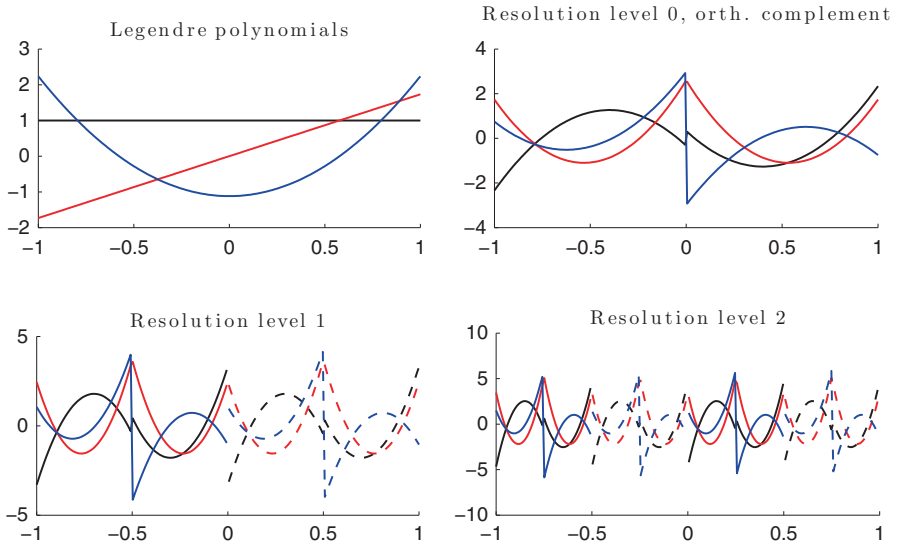 Legendre polynomials
3
2
1
0
−1
−2
−1 −0.5 0 0.5 1
Resolution level 0, orth. complement
4
2
0
−2
−4
−1 −0.5 0 0.5 1
Resolution level 1
5
0
−5
−1 −0.5 0 0.5 1
Resolution level 2
10
5
0
−5
−10
−1 −0.5 0 0.5 1